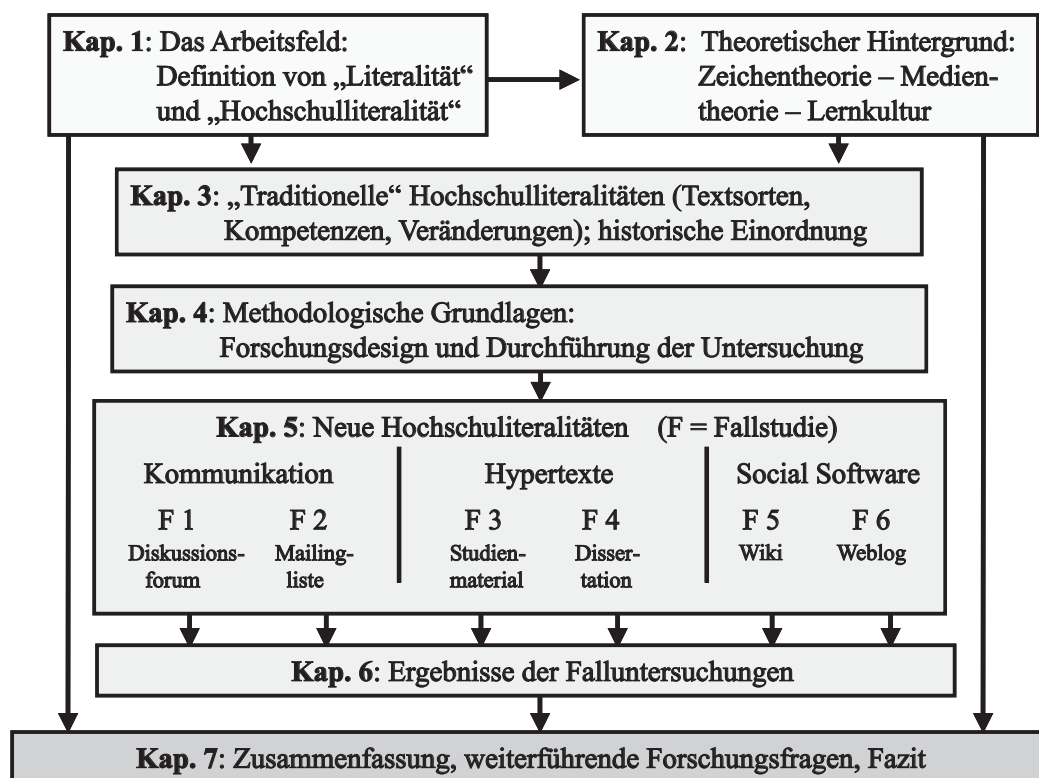 Kap. 1: Das Arbeitsfeld:
Definition von „Literalität“
und „Hochschulliteralität“
Kap. 2: Theoretischer Hintergrund:
Zeichentheorie – Medien-
theorie – Lernkultur
Kap. 3: „Traditionelle“ Hochschulliteralitäten (Textsorten,
Kompetenzen, Veränderungen); historische Einordnung
Kap. 4: Methodologische Grundlagen:
Forschungsdesign und Durchführung der Untersuchung
Kap. 5: Neue Hochschuliteralitäten (F = Fallstudie)
Kommunikation
F 1
Diskussions-
forum
F 2
Mailing-
liste
Hypertexte
F 3
Studien-
material
F 4
Disser-
tation
Social Software
F 5
Wiki
F 6
Weblog
Kap. 6: Ergebnisse der Falluntersuchungen
Kap. 7: Zusammenfassung, weiterführende Forschungsfragen, Fazit